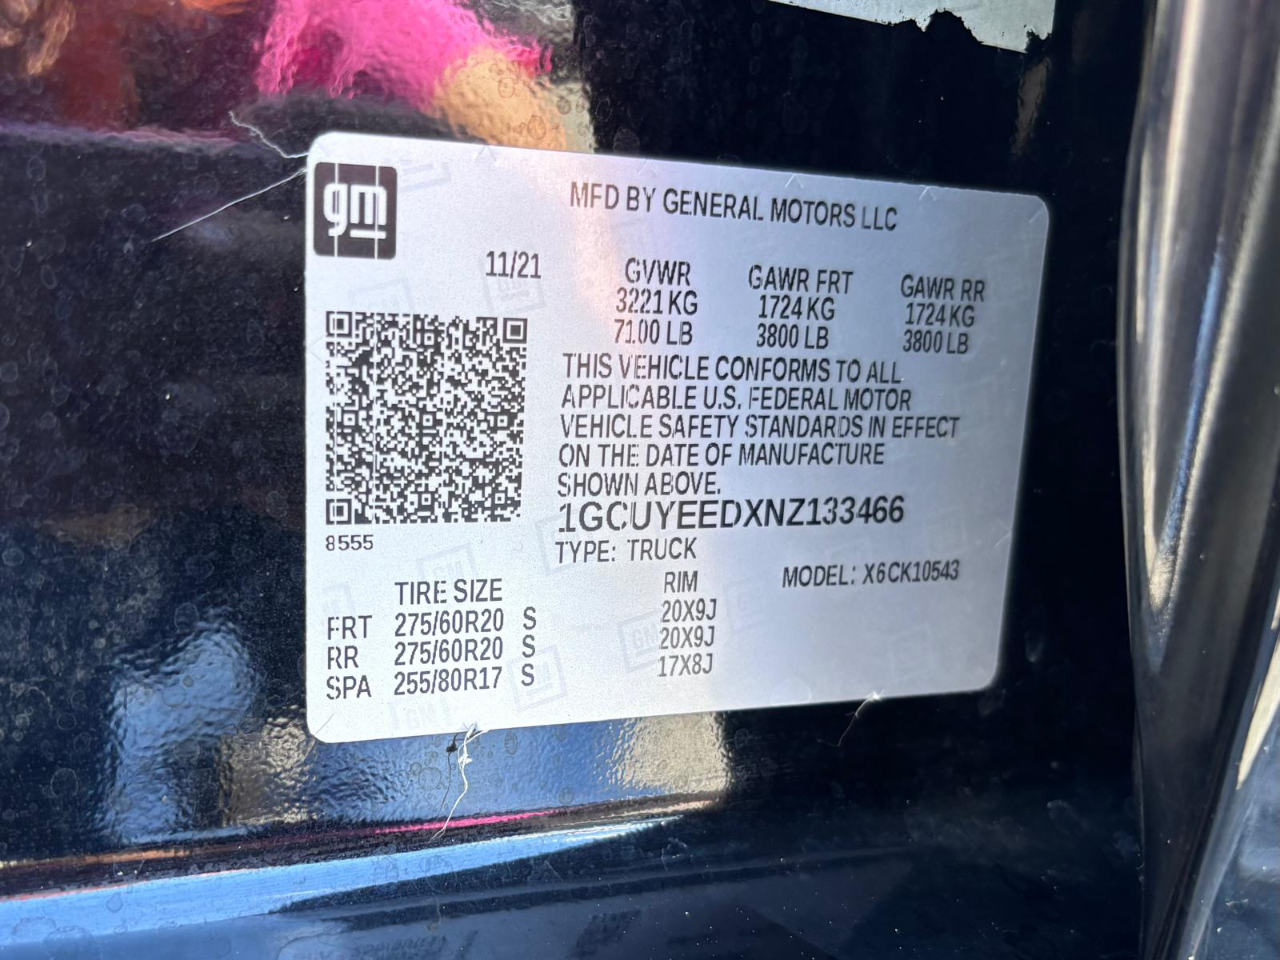 gm
MFD BY GENERAL MOTORS LLC
11/21 GVWR GAWR FRT GAWR RR
3221 KG 1724 KG 1724 KG
7100 LB 3800 LB 3800 LB
THIS VEHICLE CONFORMS TO ALL
APPLICABLE U.S. FEDERAL MOTOR
VEHICLE SAFETY STANDARDS IN EFFECT
ON THE DATE OF MANUFACTURE
SHOWN ABOVE.
1GCUYEEDXNZ133466
8555
TYPE: TRUCK MODEL: X6CK10543
TIRE SIZE RIM
FRT 275/60R20 S 20X9J
RR 275/60R20 S 20X9J
SPA 255/80R17 S 17X8J